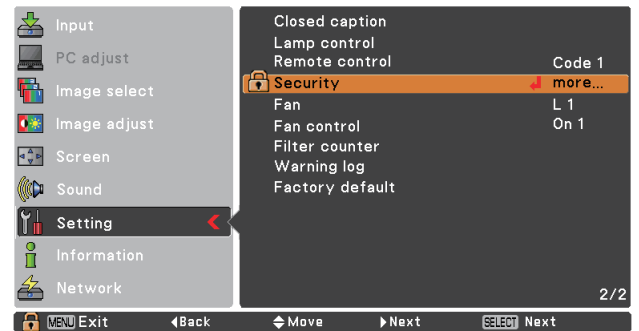 Input
PC adjust
Image select
Image adjust
Screen
Sound
Setting
Information
Network
Closed caption
Lamp control
Remote control Code 1
Security more...
Fan L 1
Fan control On 1
Filter counter
Warning log
Factory default
2/2
MENU Exit Back Move Next SELECT Next